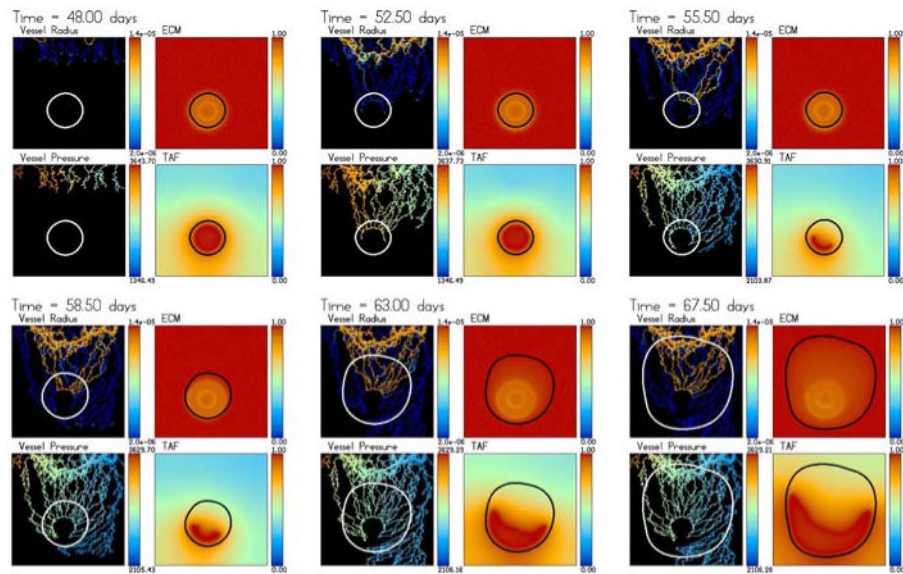 Time = 48.00 days
Vessel Radius
1.4e-05
ECM
1.00
2.0e-06
0.00
Vessel Pressure
3643.70
TAF
1.00
1346.49
0.00
Time = 52.50 days
Vessel Radius
1.4e-05
ECM
1.00
2.0e-06
0.00
Vessel Pressure
3637.73
TAF
1.00
1346.49
0.00
Time = 55.50 days
Vessel Radius
1.4e-05
ECM
1.00
2.0e-06
0.00
Vessel Pressure
3630.91
TAF
1.00
2103.87
0.00
Time = 58.50 days
Vessel Radius
1.4e-05
ECM
1.00
2.0e-06
0.00
Vessel Pressure
3629.70
TAF
1.00
2105.43
0.00
Time = 63.00 days
Vessel Radius
1.4e-05
ECM
1.00
2.0e-06
0.00
Vessel Pressure
3629.29
TAF
1.00
2106.16
0.00
Time = 67.50 days
Vessel Radius
1.4e-05
ECM
1.00
2.0e-06
0.00
Vessel Pressure
3629.21
TAF
1.00
2106.26
0.00